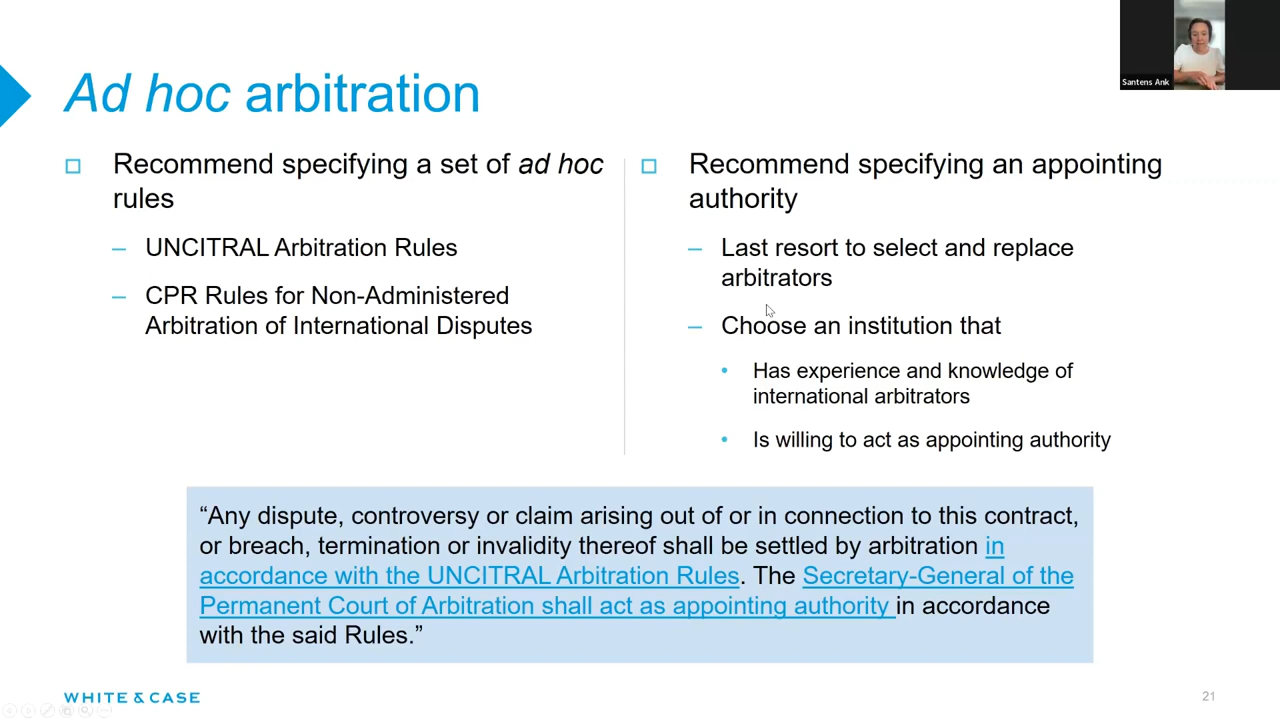 Ad hoc arbitration
Recommend specifying a set of ad hoc
rules
– UNCITRAL Arbitration Rules
– CPR Rules for Non-Administered
Arbitration of International Disputes
Recommend specifying an appointing
authority
– Last resort to select and replace
arbitrators
– Choose an institution that
• Has experience and knowledge of
international arbitrators
• Is willing to act as appointing authority
“Any dispute, controversy or claim arising out of or in connection to this contract,
or breach, termination or invalidity thereof shall be settled by arbitration in
accordance with the UNCITRAL Arbitration Rules. The Secretary-General of the
Permanent Court of Arbitration shall act as appointing authority in accordance
with the said Rules.”
WHITE & CASE
21
Santens Ank